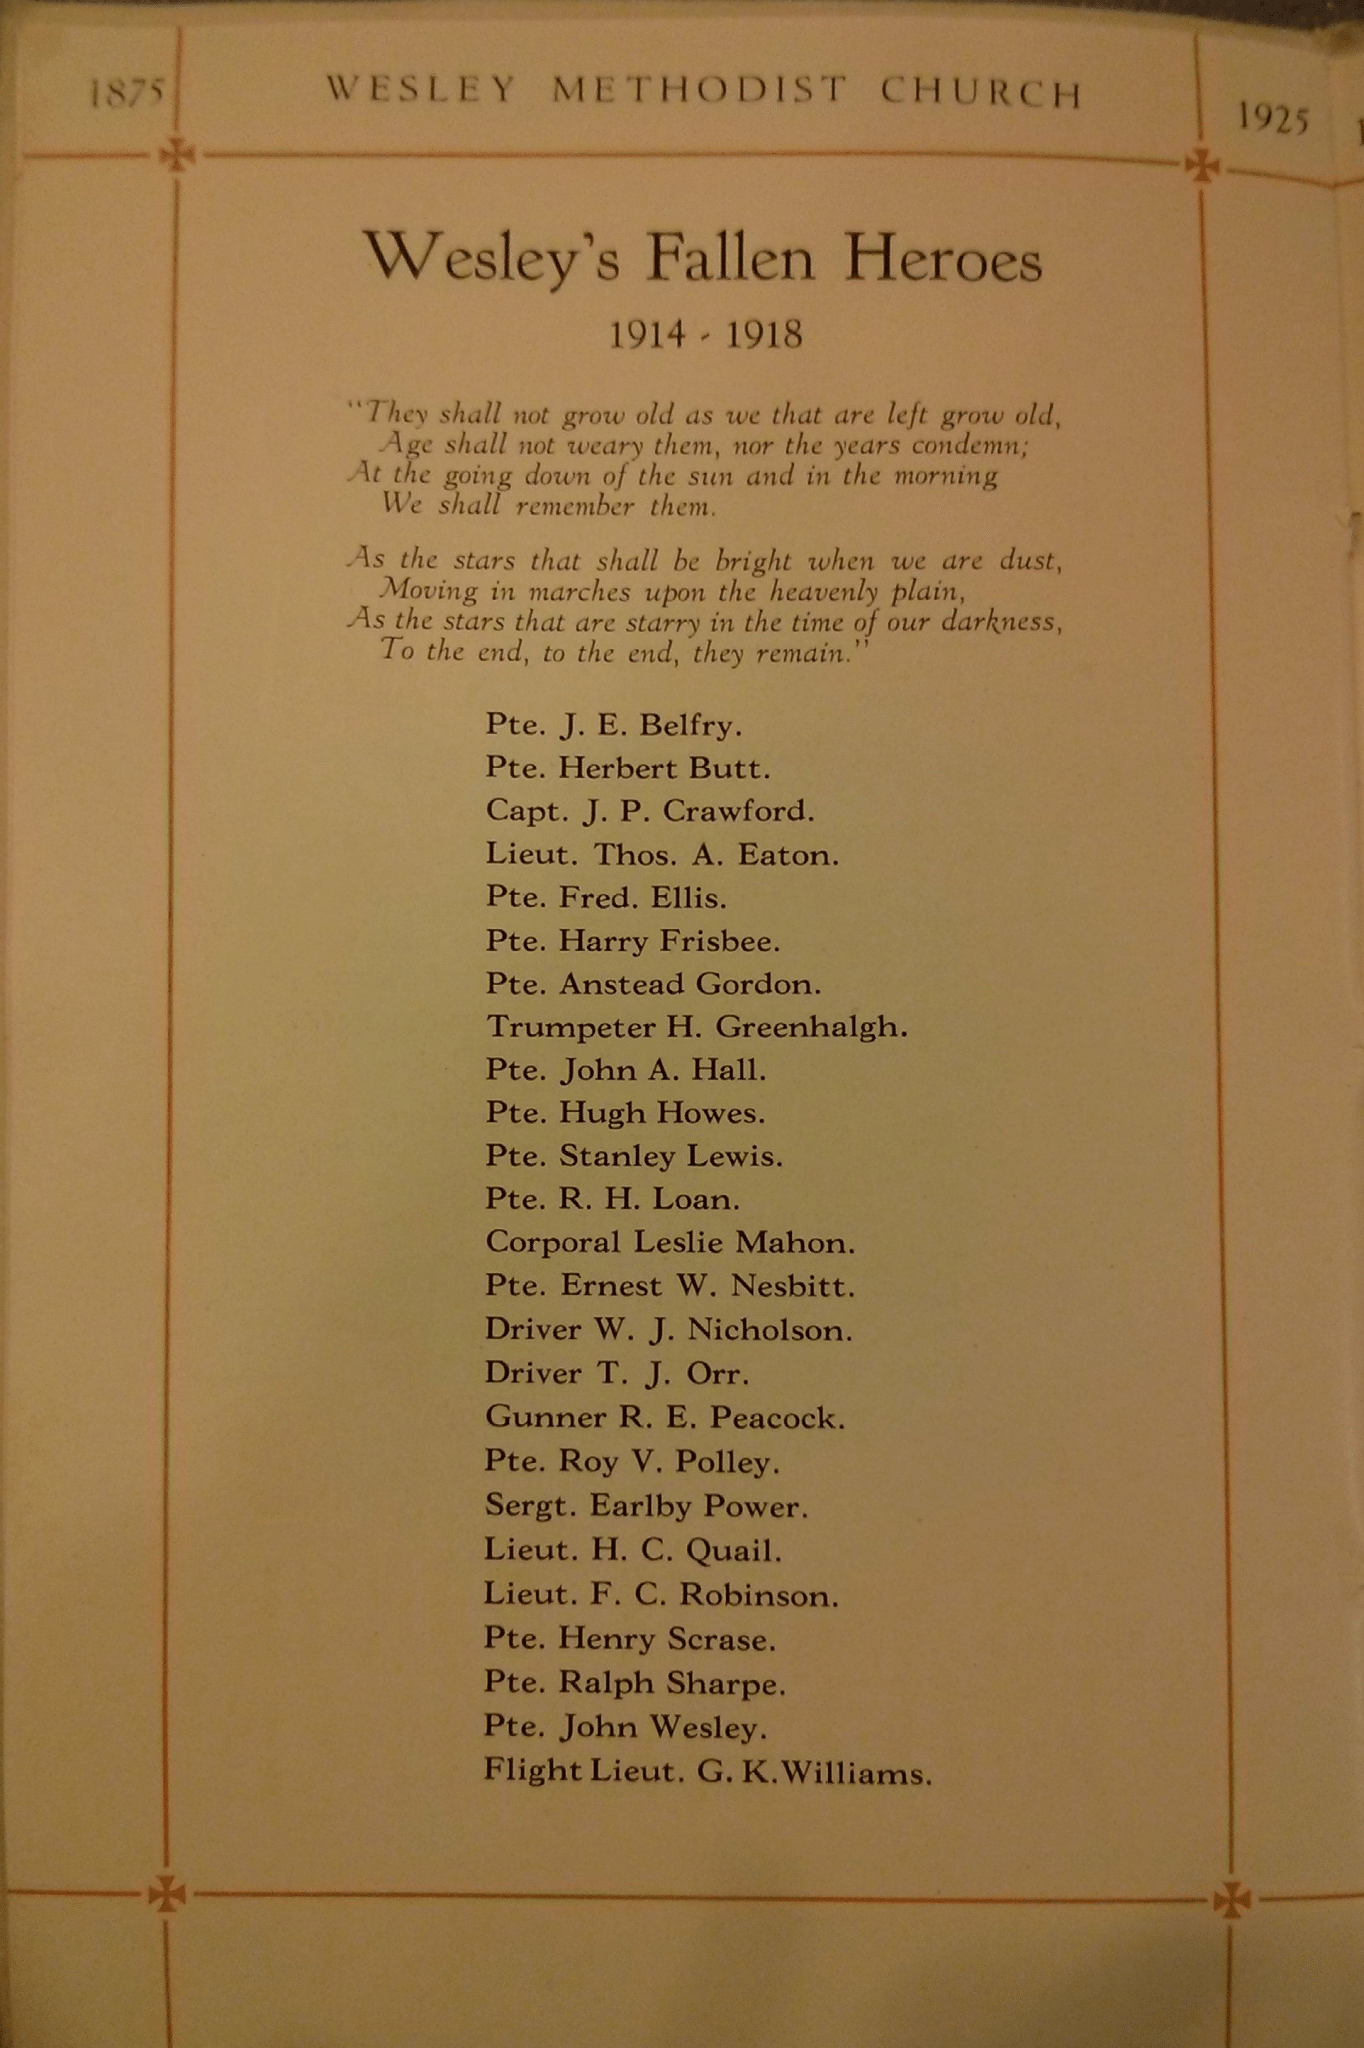 1875 WESLEY METHODIST CHURCH 1925
Wesley's Fallen Heroes
1914 - 1918
"They shall not grow old as we that are left grow old,
Age shall not weary them, nor the years condemn;
At the going down of the sun and in the morning
We shall remember them.
As the stars that shall be bright when we are dust,
Moving in marches upon the heavenly plain,
As the stars that are starry in the time of our darkness,
To the end, to the end, they remain."
Pte. J. E. Belfry.
Pte. Herbert Butt.
Capt. J. P. Crawford.
Lieut. Thos. A. Eaton.
Pte. Fred. Ellis.
Pte. Harry Frisbee.
Pte. Anstead Gordon.
Trumpeter H. Greenhalgh.
Pte. John A. Hall.
Pte. Hugh Howes.
Pte. Stanley Lewis.
Pte. R. H. Loan.
Corporal Leslie Mahon.
Pte. Ernest W. Nesbitt.
Driver W. J. Nicholson.
Driver T. J. Orr.
Gunner R. E. Peacock.
Pte. Roy V. Polley.
Sergt. Earlby Power.
Lieut. H. C. Quail.
Lieut. F. C. Robinson.
Pte. Henry Scrase.
Pte. Ralph Sharpe.
Pte. John Wesley.
Flight Lieut. G. K. Williams.